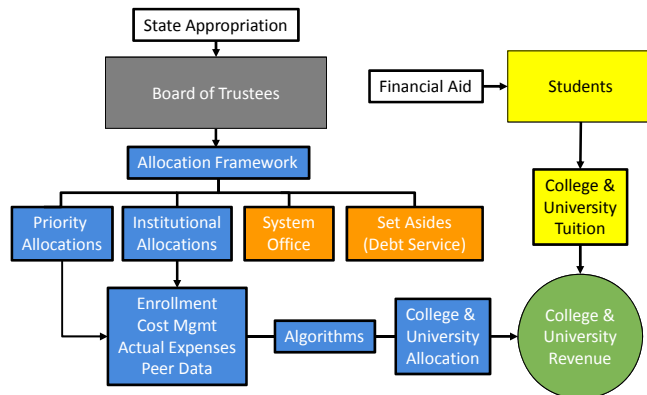 State Appropriation
Board of Trustees
Financial Aid
Students
Allocation Framework
Priority
Allocations
Institutional
Allocations
System
Office
Set Asides
(Debt Service)
College &
University
Tuition
Enrollment
Cost Mgmt
Actual Expenses
Peer Data
Algorithms
College &
University
Allocation
College &
University
Revenue